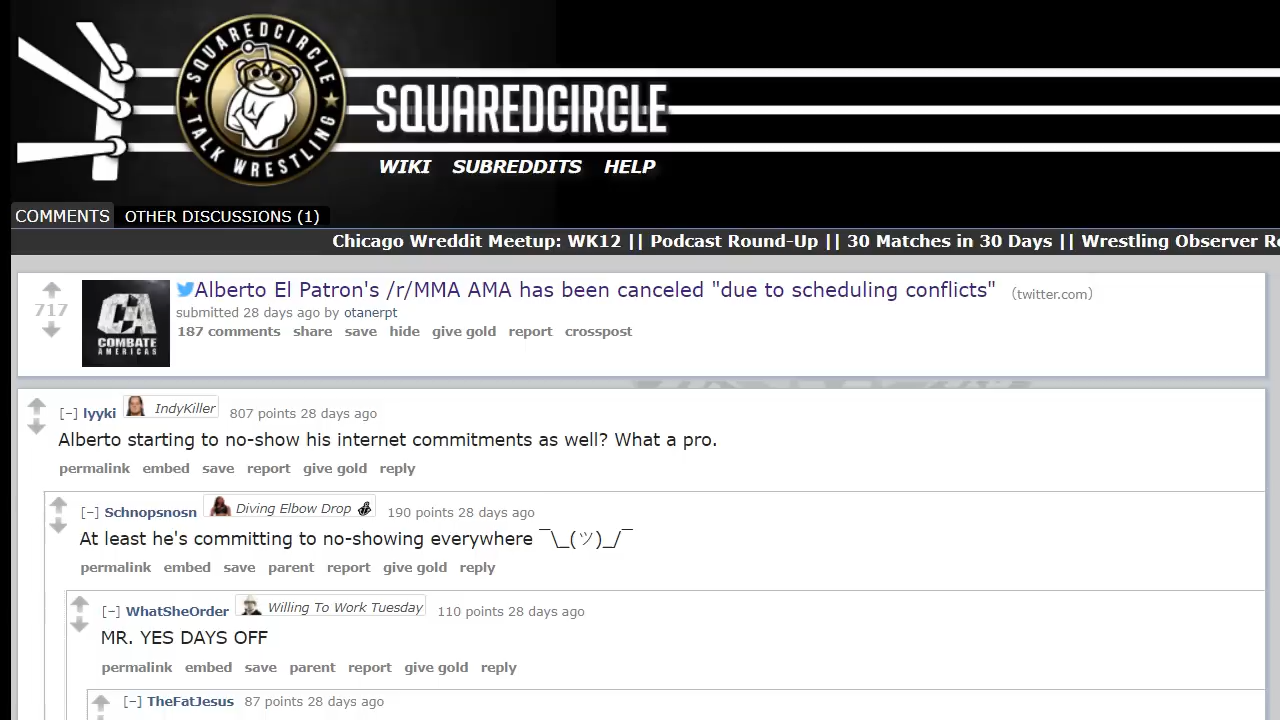 SQUAREDCIRCLE
TALK WRESTLING
SQUAREDCIRCLE
WIKI SUBREDDITS HELP
COMMENTS OTHER DISCUSSIONS (1)
Chicago Wreddit Meetup: WK12 || Podcast Round-Up || 30 Matches in 30 Days || Wrestling Observer R
717
CA
COMBATE
AMERICAS
Alberto El Patron's /r/MMA AMA has been canceled "due to scheduling conflicts" (twitter.com)
submitted 28 days ago by otanerpt
187 comments share save hide give gold report crosspost
[–] lyyki IndyKiller 807 points 28 days ago
Alberto starting to no-show his internet commitments as well? What a pro.
permalink embed save report give gold reply
[–] Schnopsnosn Diving Elbow Drop 190 points 28 days ago
At least he's committing to no-showing everywhere ¯\_(ツ)_/¯
permalink embed save parent report give gold reply
[–] WhatSheOrder Willing To Work Tuesday 110 points 28 days ago
MR. YES DAYS OFF
permalink embed save parent report give gold reply
[–] TheFatJesus 87 points 28 days ago